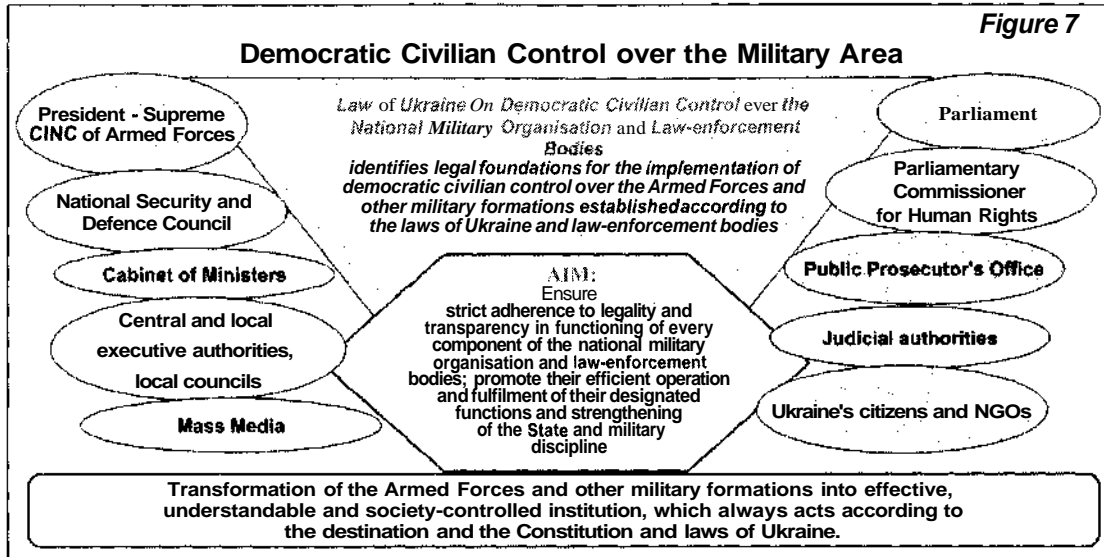 Figure 7
Democratic Civilian Control over the Military Area
President - Supreme
CINC of Armed Forces
National Security and
Defence Council
Cabinet of Ministers
Central and local
executive authorities,
local councils
Mass Media
Law of Ukraine On Democratic Civilian Control ever the
National Military Organisation and Law-enforcement
Bodies
identifies legal foundations for the implementation of
democratic civilian control over the Armed Forces and
other military formations established according to
the laws of Ukraine and law-enforcement bodies
AIM:
Ensure
strict adherence to legality and
transparency in functioning of every
component of the national military
organisation and law-enforcement
bodies; promote their efficient operation
and fulfilment of their designated
functions and strengthening
of the State and military
discipline
Parliament
Parliamentary
Commissioner
for Human Rights
Public Prosecutor's Office
Judicial authorities
Ukraine's citizens and NGOs
Transformation of the Armed Forces and other military formations into effective,
understandable and society-controlled institution, which always acts according to
the destination and the Constitution and laws of Ukraine.